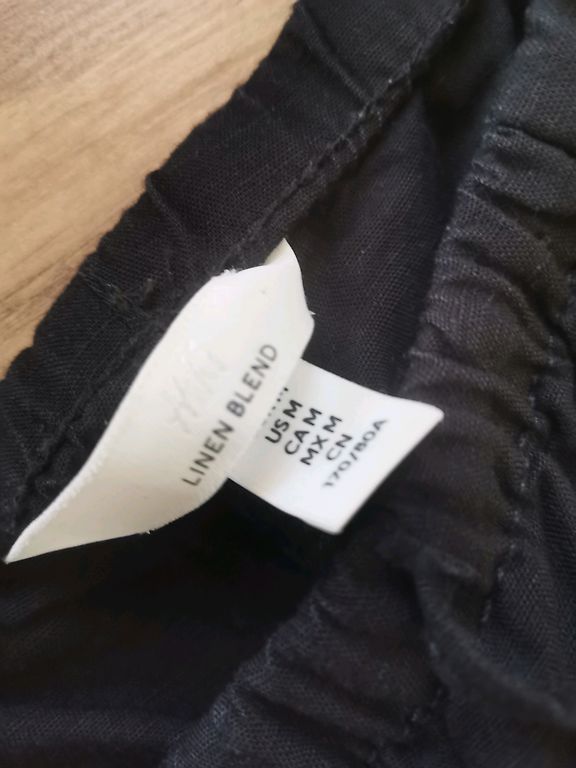 LINEN BLEND
US M
CA M
MX M
CN
170/80A